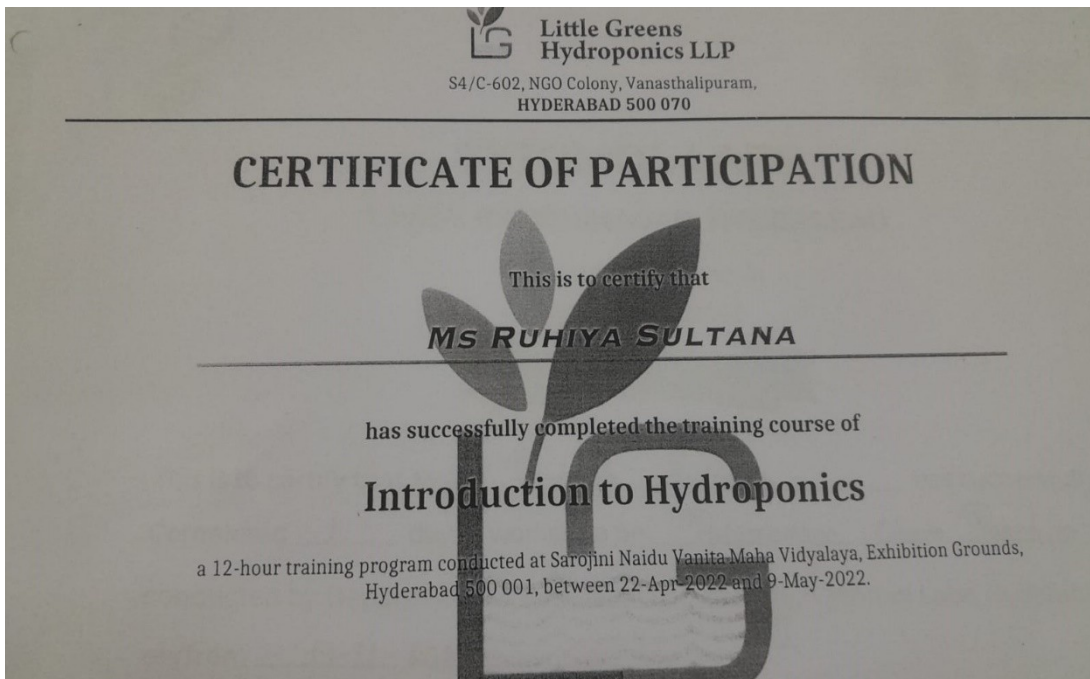 Little Greens
Hydroponics LLP
S4/C-602, NGO Colony, Vanasthalipuram,
HYDERABAD 500 070
CERTIFICATE OF PARTICIPATION
This is to certify that
MS RUHIYA SULTANA
has successfully completed the training course of
Introduction to Hydroponics
a 12-hour training program conducted at Sarojini Naidu Vanita Maha Vidyalaya, Exhibition Grounds,
Hyderabad 500 001, between 22-Apr-2022 and 9-May-2022.